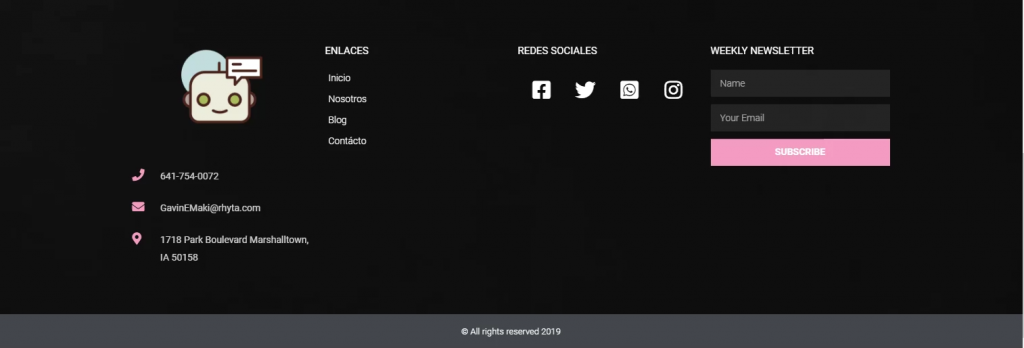 ENLACES
Inicio
Nosotros
Blog
Contácto
REDES SOCIALES
WEEKLY NEWSLETTER
Name
Your Email
SUBSCRIBE
641-754-0072
GavinEMaki@rhyta.com
1718 Park Boulevard Marshalltown,
IA 50158
© All rights reserved 2019